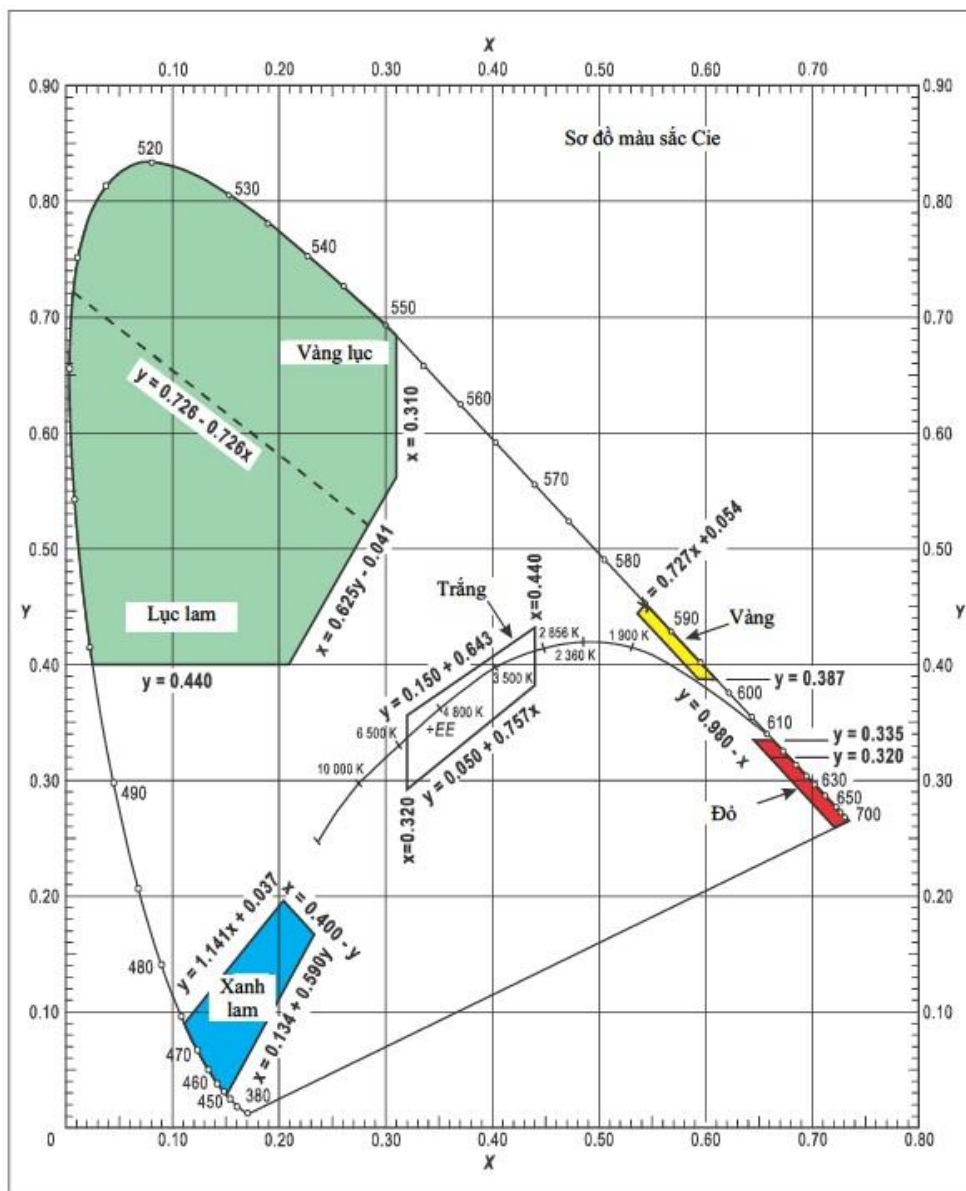 X
0.10 0.20 0.30 0.40 0.50 0.60 0.70
0.90 0.90
Sơ đồ màu sắc Cie
520
0.80 530 0.80
540
0.70 550 0.70
Vàng lục
y = 0.726 - 0.726x
x = 0.310
560
0.60 0.60
570
0.50 580 0.50
x = 0.625y - 0.041
= 0.727x +0.054
Y y
Lục lam
Trắng
x=0.440
590
Vàng
2 856 K
1 900 K
2 360 K
0.40 0.40
y = 0.440
y = 0.150 + 0.643
3 500 K
y = 0.387
600
4 800 K
6 500 K
+EE
610
y = 0.335
y = 0.320
y = 0.980 - x
10 000 K
y = 0.050 + 0.757x
0.30 0.30
490
630
650
700
Đỏ
x=0.320
0.20 0.20
y = 1.141x + 0.037
x = 0.400 - y
480
Xanh
lam
x = 0.134 + 0.590y
0.10 0.10
470
460
450
380
0 0
Y y
0 0.10 0.20 0.30 0.40 0.50 0.60 0.70 0.80
X